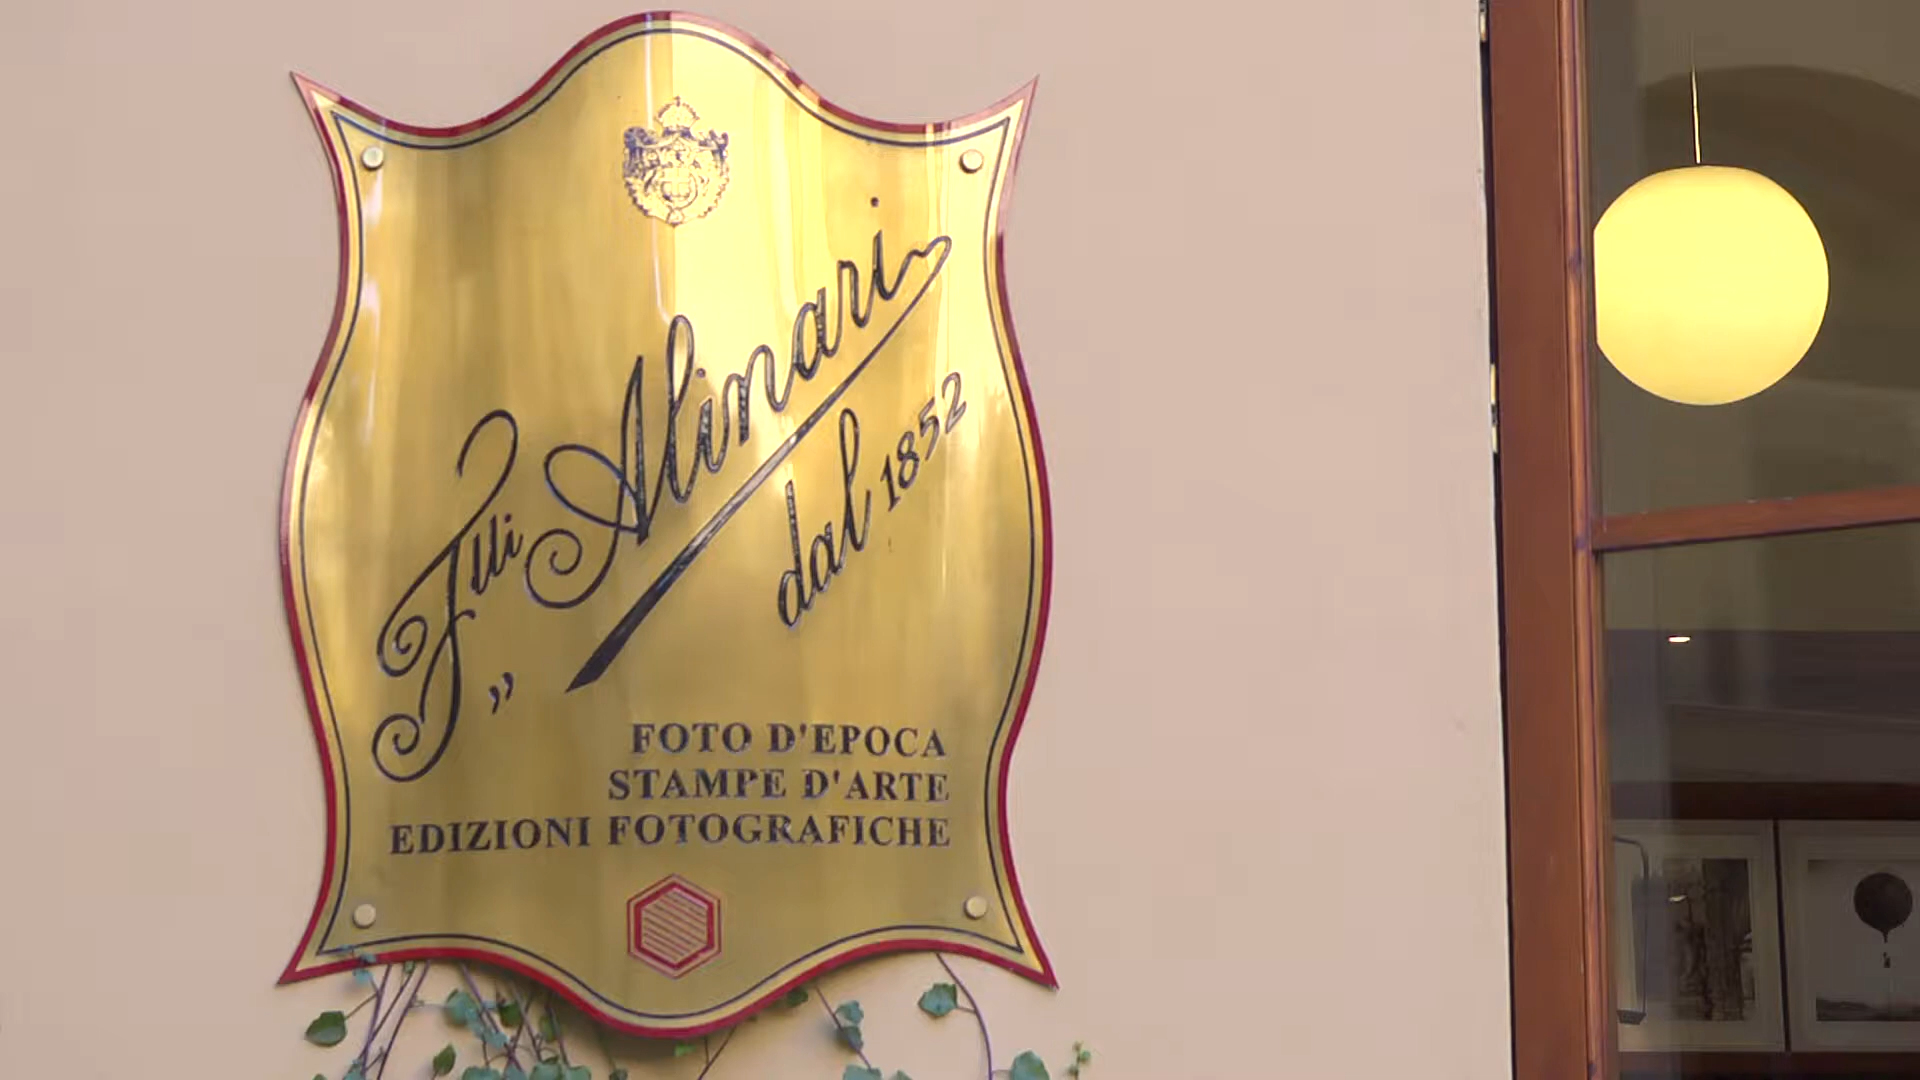 F.lli Alinari
dal 1852
FOTO D'EPOCA
STAMPE D'ARTE
EDIZIONI FOTOGRAFICHE